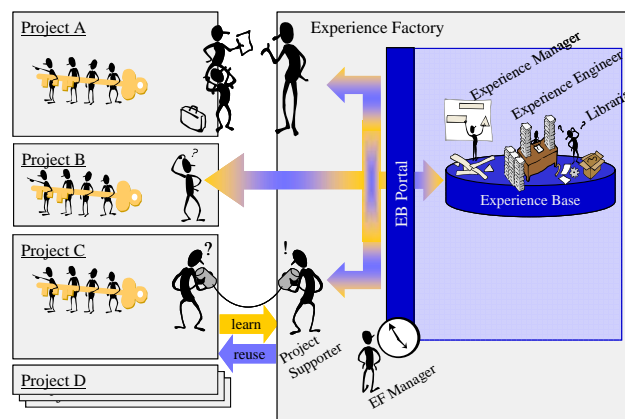 Project A
Experience Factory
Experience Manager
Experience Engineer
Librari
?
Project B
?
EB Portal
Experience Base
Project C
?
!
learn
reuse
Project
Supporter
EF Manager
Project D